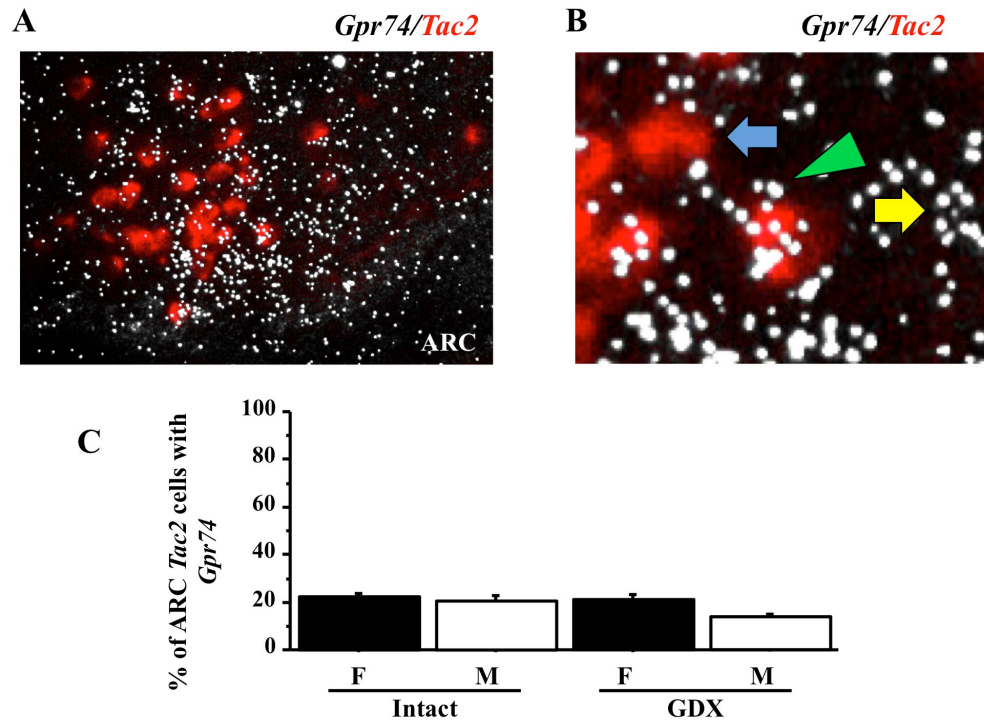 A
Gpr74/Tac2
B
Gpr74/Tac2
ARC
C
% of ARC Tac2 cells with
Gpr74
100
80
60
40
20
0
F
M
F
M
Intact
GDX